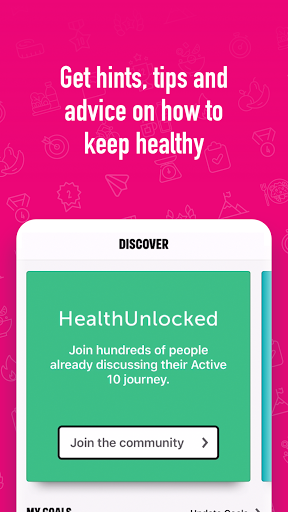 Get hints, tips and
advice on how to
keep healthy
DISCOVER
HealthUnlocked
Join hundreds of people
already discussing their Active
10 journey.
Join the community
MY GOALS
Update Goals